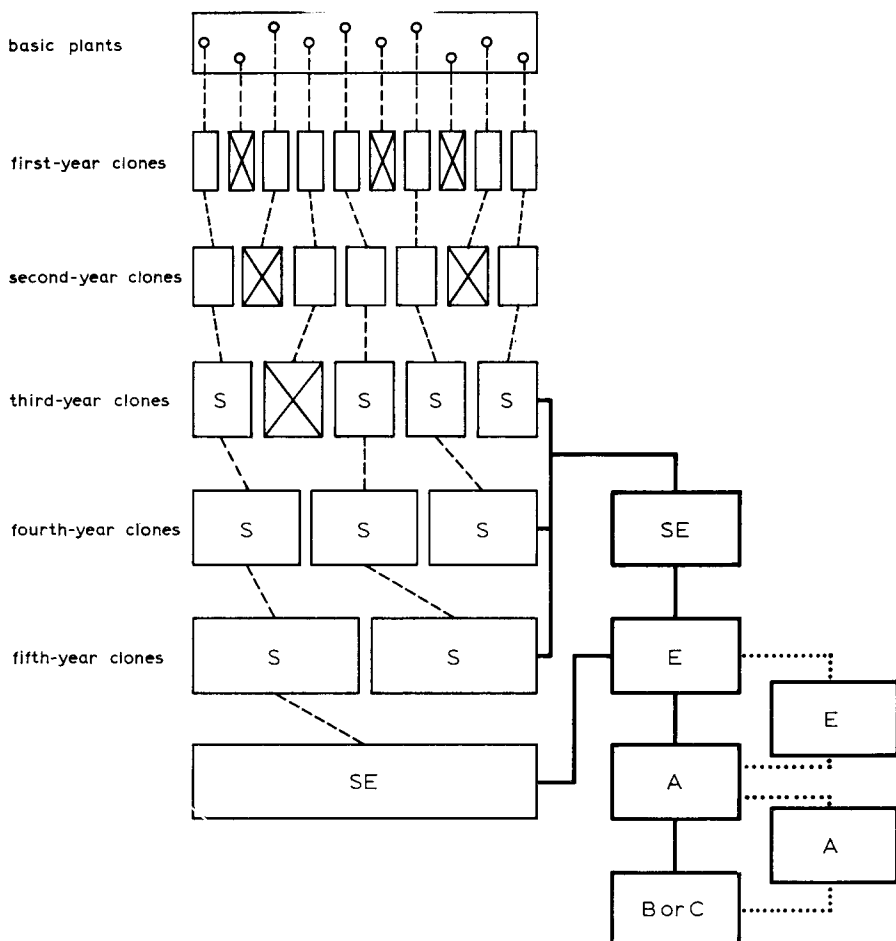 basic plants
first-year clones
second-year clones
third-year clones
S
S
S
S
fourth-year clones
S
S
S
SE
fifth-year clones
S
S
E
E
SE
A
A
B or C